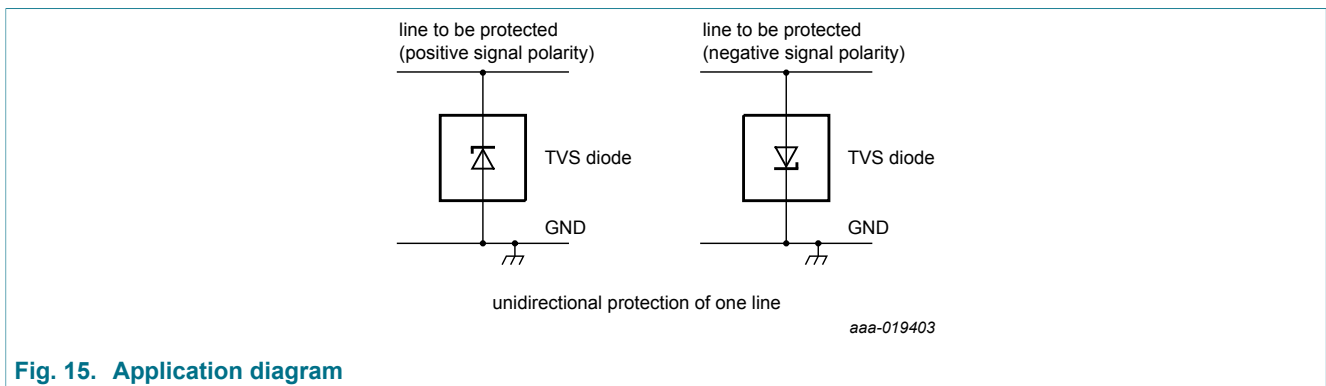 line to be protected
(positive signal polarity)
TVS diode
GND
line to be protected
(negative signal polarity)
TVS diode
GND
unidirectional protection of one line
aaa-019403
Fig. 15. Application diagram